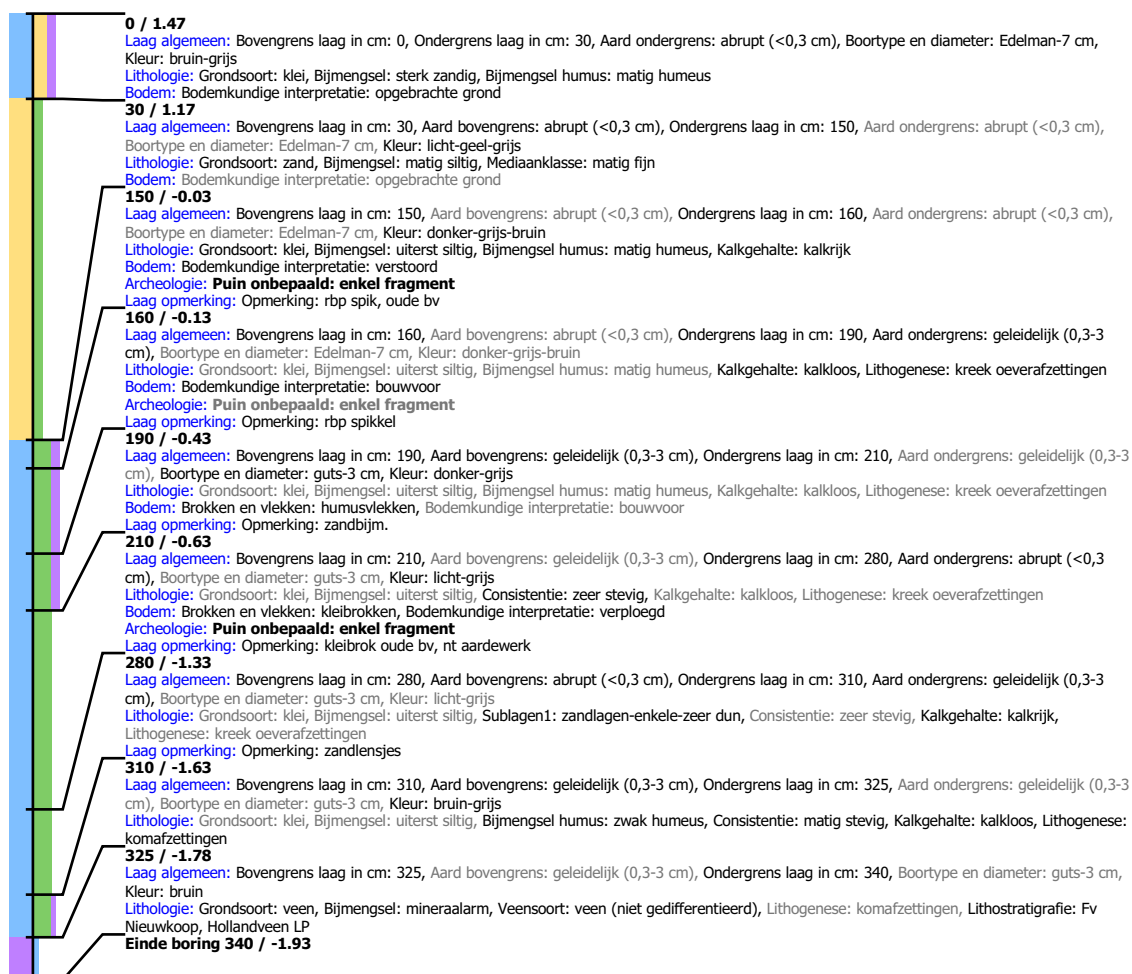 0 / 1.47
Laag algemeen: Bovengrens laag in cm: 0, Ondergrens laag in cm: 30, Aard ondergrens: abrupt (<0,3 cm), Boortype en diameter: Edelman-7 cm,
Kleur: bruin-grijs
Lithologie: Grondsoort: klei, Bijmengsel: sterk zandig, Bijmengsel humus: matig humeus
Bodem: Bodemkundige interpretatie: opgebrachte grond
30 / 1.17
Laag algemeen: Bovengrens laag in cm: 30, Aard bovengrens: abrupt (<0,3 cm), Ondergrens laag in cm: 150, Aard ondergrens: abrupt (<0,3 cm),
Boortype en diameter: Edelman-7 cm, Kleur: licht-geel-grijs
Lithologie: Grondsoort: zand, Bijmengsel: matig siltig, Mediaanklasse: matig fijn
Bodem: Bodemkundige interpretatie: opgebrachte grond
150 / -0.03
Laag algemeen: Bovengrens laag in cm: 150, Aard bovengrens: abrupt (<0,3 cm), Ondergrens laag in cm: 160, Aard ondergrens: abrupt (<0,3 cm),
Boortype en diameter: Edelman-7 cm, Kleur: donker-grijs-bruin
Lithologie: Grondsoort: klei, Bijmengsel: uiterst siltig, Bijmengsel humus: matig humeus, Kalkgehalte: kalkrijk
Bodem: Bodemkundige interpretatie: verstoord
Archeologie: Puin onbepaald: enkel fragment
Laag opmerking: Opmerking: rbp spik, oude bv
160 / -0.13
Laag algemeen: Bovengrens laag in cm: 160, Aard bovengrens: abrupt (<0,3 cm), Ondergrens laag in cm: 190, Aard ondergrens: geleidelijk (0,3-3
cm), Boortype en diameter: Edelman-7 cm, Kleur: donker-grijs-bruin
Lithologie: Grondsoort: klei, Bijmengsel: uiterst siltig, Bijmengsel humus: matig humeus, Kalkgehalte: kalkloos, Lithogenese: kreek oeverafzettingen
Bodem: Bodemkundige interpretatie: bouwvoor
Archeologie: Puin onbepaald: enkel fragment
Laag opmerking: Opmerking: rbp spikkel
190 / -0.43
Laag algemeen: Bovengrens laag in cm: 190, Aard bovengrens: geleidelijk (0,3-3 cm), Ondergrens laag in cm: 210, Aard ondergrens: geleidelijk (0,3-3
cm), Boortype en diameter: guts-3 cm, Kleur: donker-grijs
Lithologie: Grondsoort: klei, Bijmengsel: uiterst siltig, Bijmengsel humus: matig humeus, Kalkgehalte: kalkloos, Lithogenese: kreek oeverafzettingen
Bodem: Brokken en vlekken: humusvlekken, Bodemkundige interpretatie: bouwvoor
Laag opmerking: Opmerking: zandbijm.
210 / -0.63
Laag algemeen: Bovengrens laag in cm: 210, Aard bovengrens: geleidelijk (0,3-3 cm), Ondergrens laag in cm: 280, Aard ondergrens: abrupt (<0,3
cm), Boortype en diameter: guts-3 cm, Kleur: licht-grijs
Lithologie: Grondsoort: klei, Bijmengsel: uiterst siltig, Consistentie: zeer stevig, Kalkgehalte: kalkloos, Lithogenese: kreek oeverafzettingen
Bodem: Brokken en vlekken: kleibrokken, Bodemkundige interpretatie: verploegd
Archeologie: Puin onbepaald: enkel fragment
Laag opmerking: Opmerking: kleibrok oude bv, nt aardewerk
280 / -1.33
Laag algemeen: Bovengrens laag in cm: 280, Aard bovengrens: abrupt (<0,3 cm), Ondergrens laag in cm: 310, Aard ondergrens: geleidelijk (0,3-3
cm), Boortype en diameter: guts-3 cm, Kleur: licht-grijs
Lithologie: Grondsoort: klei, Bijmengsel: uiterst siltig, Sublagen1: zandlagen-enkele-zeer dun, Consistentie: zeer stevig, Kalkgehalte: kalkrijk,
Lithogenese: kreek oeverafzettingen
Laag opmerking: Opmerking: zandlensjes
310 / -1.63
Laag algemeen: Bovengrens laag in cm: 310, Aard bovengrens: geleidelijk (0,3-3 cm), Ondergrens laag in cm: 325, Aard ondergrens: geleidelijk (0,3-3
cm), Boortype en diameter: guts-3 cm, Kleur: bruin-grijs
Lithologie: Grondsoort: klei, Bijmengsel: uiterst siltig, Bijmengsel humus: zwak humeus, Consistentie: matig stevig, Kalkgehalte: kalkloos, Lithogenese:
komafzettingen
325 / -1.78
Laag algemeen: Bovengrens laag in cm: 325, Aard bovengrens: geleidelijk (0,3-3 cm), Ondergrens laag in cm: 340, Boortype en diameter: guts-3 cm,
Kleur: bruin
Lithologie: Grondsoort: veen, Bijmengsel: mineraalarm, Veensoort: veen (niet gedifferentieerd), Lithogenese: komafzettingen, Lithostratigrafie: Fv
Nieuwkoop, Hollandveen LP
Einde boring 340 / -1.93